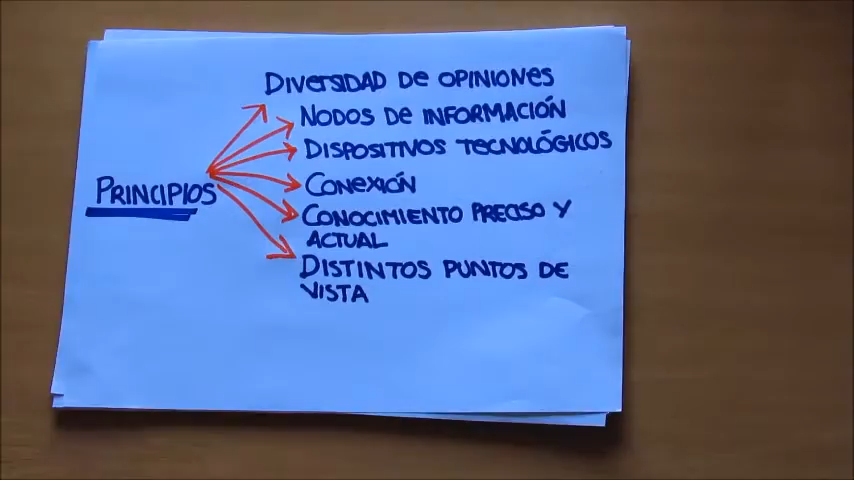 DIVERSIDAD DE OPINIONES
NODOS DE INFORMACIÓN
DISPOSITIVOS TECNOLÓGICOS
CONEXIÓN
PRINCIPIOS
CONOCIMIENTO PRECISO Y
ACTUAL
DISTINTOS PUNTOS DE
VISTA